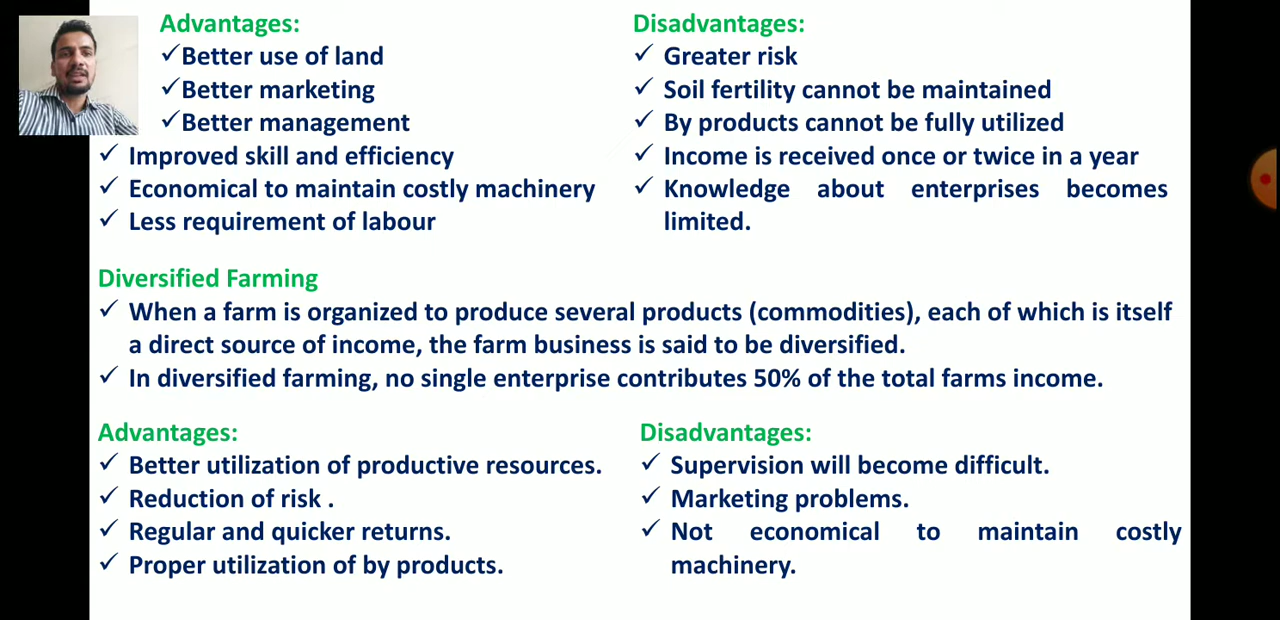 Advantages:
✓Better use of land
✓Better marketing
✓Better management
✓ Improved skill and efficiency
✓ Economical to maintain costly machinery
✓ Less requirement of labour
Disadvantages:
✓ Greater risk
✓ Soil fertility cannot be maintained
✓ By products cannot be fully utilized
✓ Income is received once or twice in a year
✓ Knowledge about enterprises becomes
limited.
Diversified Farming
✓ When a farm is organized to produce several products (commodities), each of which is itself
a direct source of income, the farm business is said to be diversified.
✓ In diversified farming, no single enterprise contributes 50% of the total farms income.
Advantages:
✓ Better utilization of productive resources.
✓ Reduction of risk .
✓ Regular and quicker returns.
✓ Proper utilization of by products.
Disadvantages:
✓ Supervision will become difficult.
✓ Marketing problems.
✓ Not economical to maintain costly
machinery.